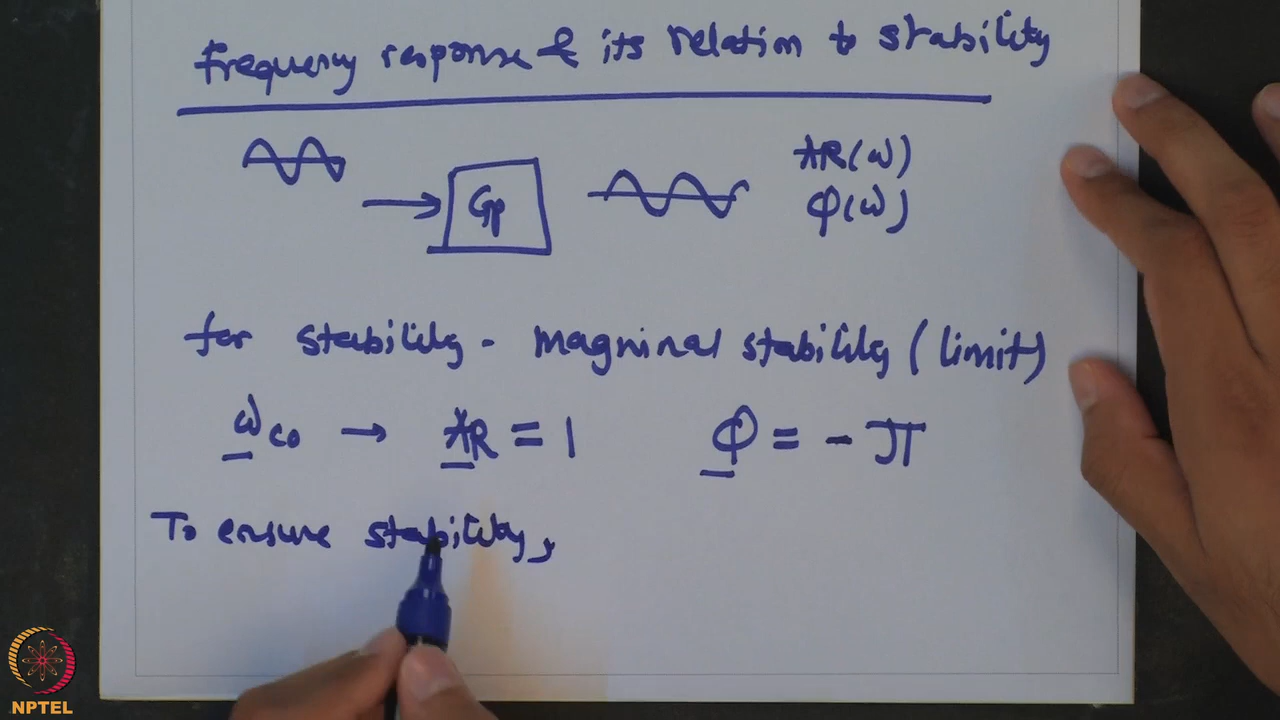 frequency response & its relation to stability
Gp
AR(ω)
φ(ω)
for stability - magninal stability (limit)
ωco → AR = 1 φ = - π
To ensure stability,
NPTEL